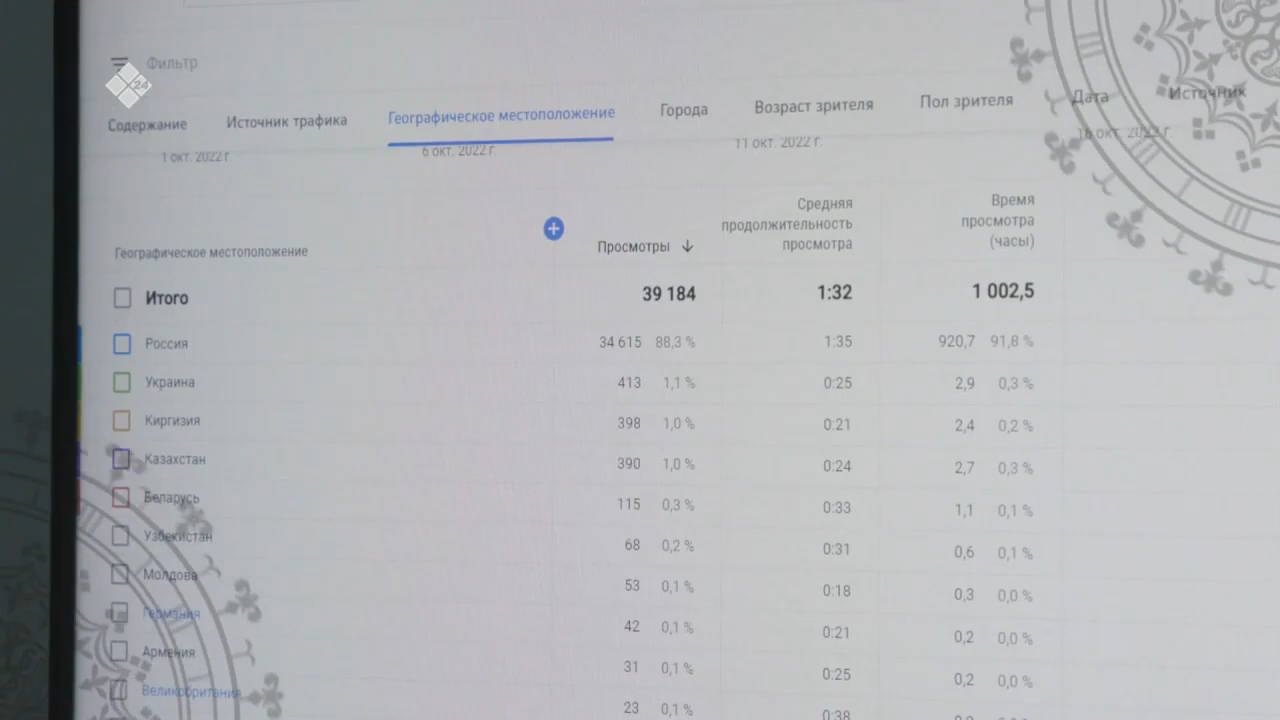 Фильтр
24
Содержание Источник трафика Географическое местоположение Города Возраст зрителя Пол зрителя Дата Источник
1 окт. 2022 г. 6 окт. 2022 г. 11 окт. 2022 г. 16 окт. 2022 г.
Географическое местоположение Просмотры Средняя продолжительность просмотра Время просмотра (часы)
Итого 39 184 1:32 1 002,5
Россия 34 615 88,3 % 1:35 920,7 91,8 %
Украина 413 1,1 % 0:25 2,9 0,3 %
Киргизия 398 1,0 % 0:21 2,4 0,2 %
Казахстан 390 1,0 % 0:24 2,7 0,3 %
Беларусь 115 0,3 % 0:33 1,1 0,1 %
Узбекистан 68 0,2 % 0:31 0,6 0,1 %
Молдова 53 0,1 % 0:18 0,3 0,0 %
Германия 42 0,1 % 0:21 0,2 0,0 %
Армения 31 0,1 % 0:25 0,2 0,0 %
Великобритания 23 0,1 % 0:38